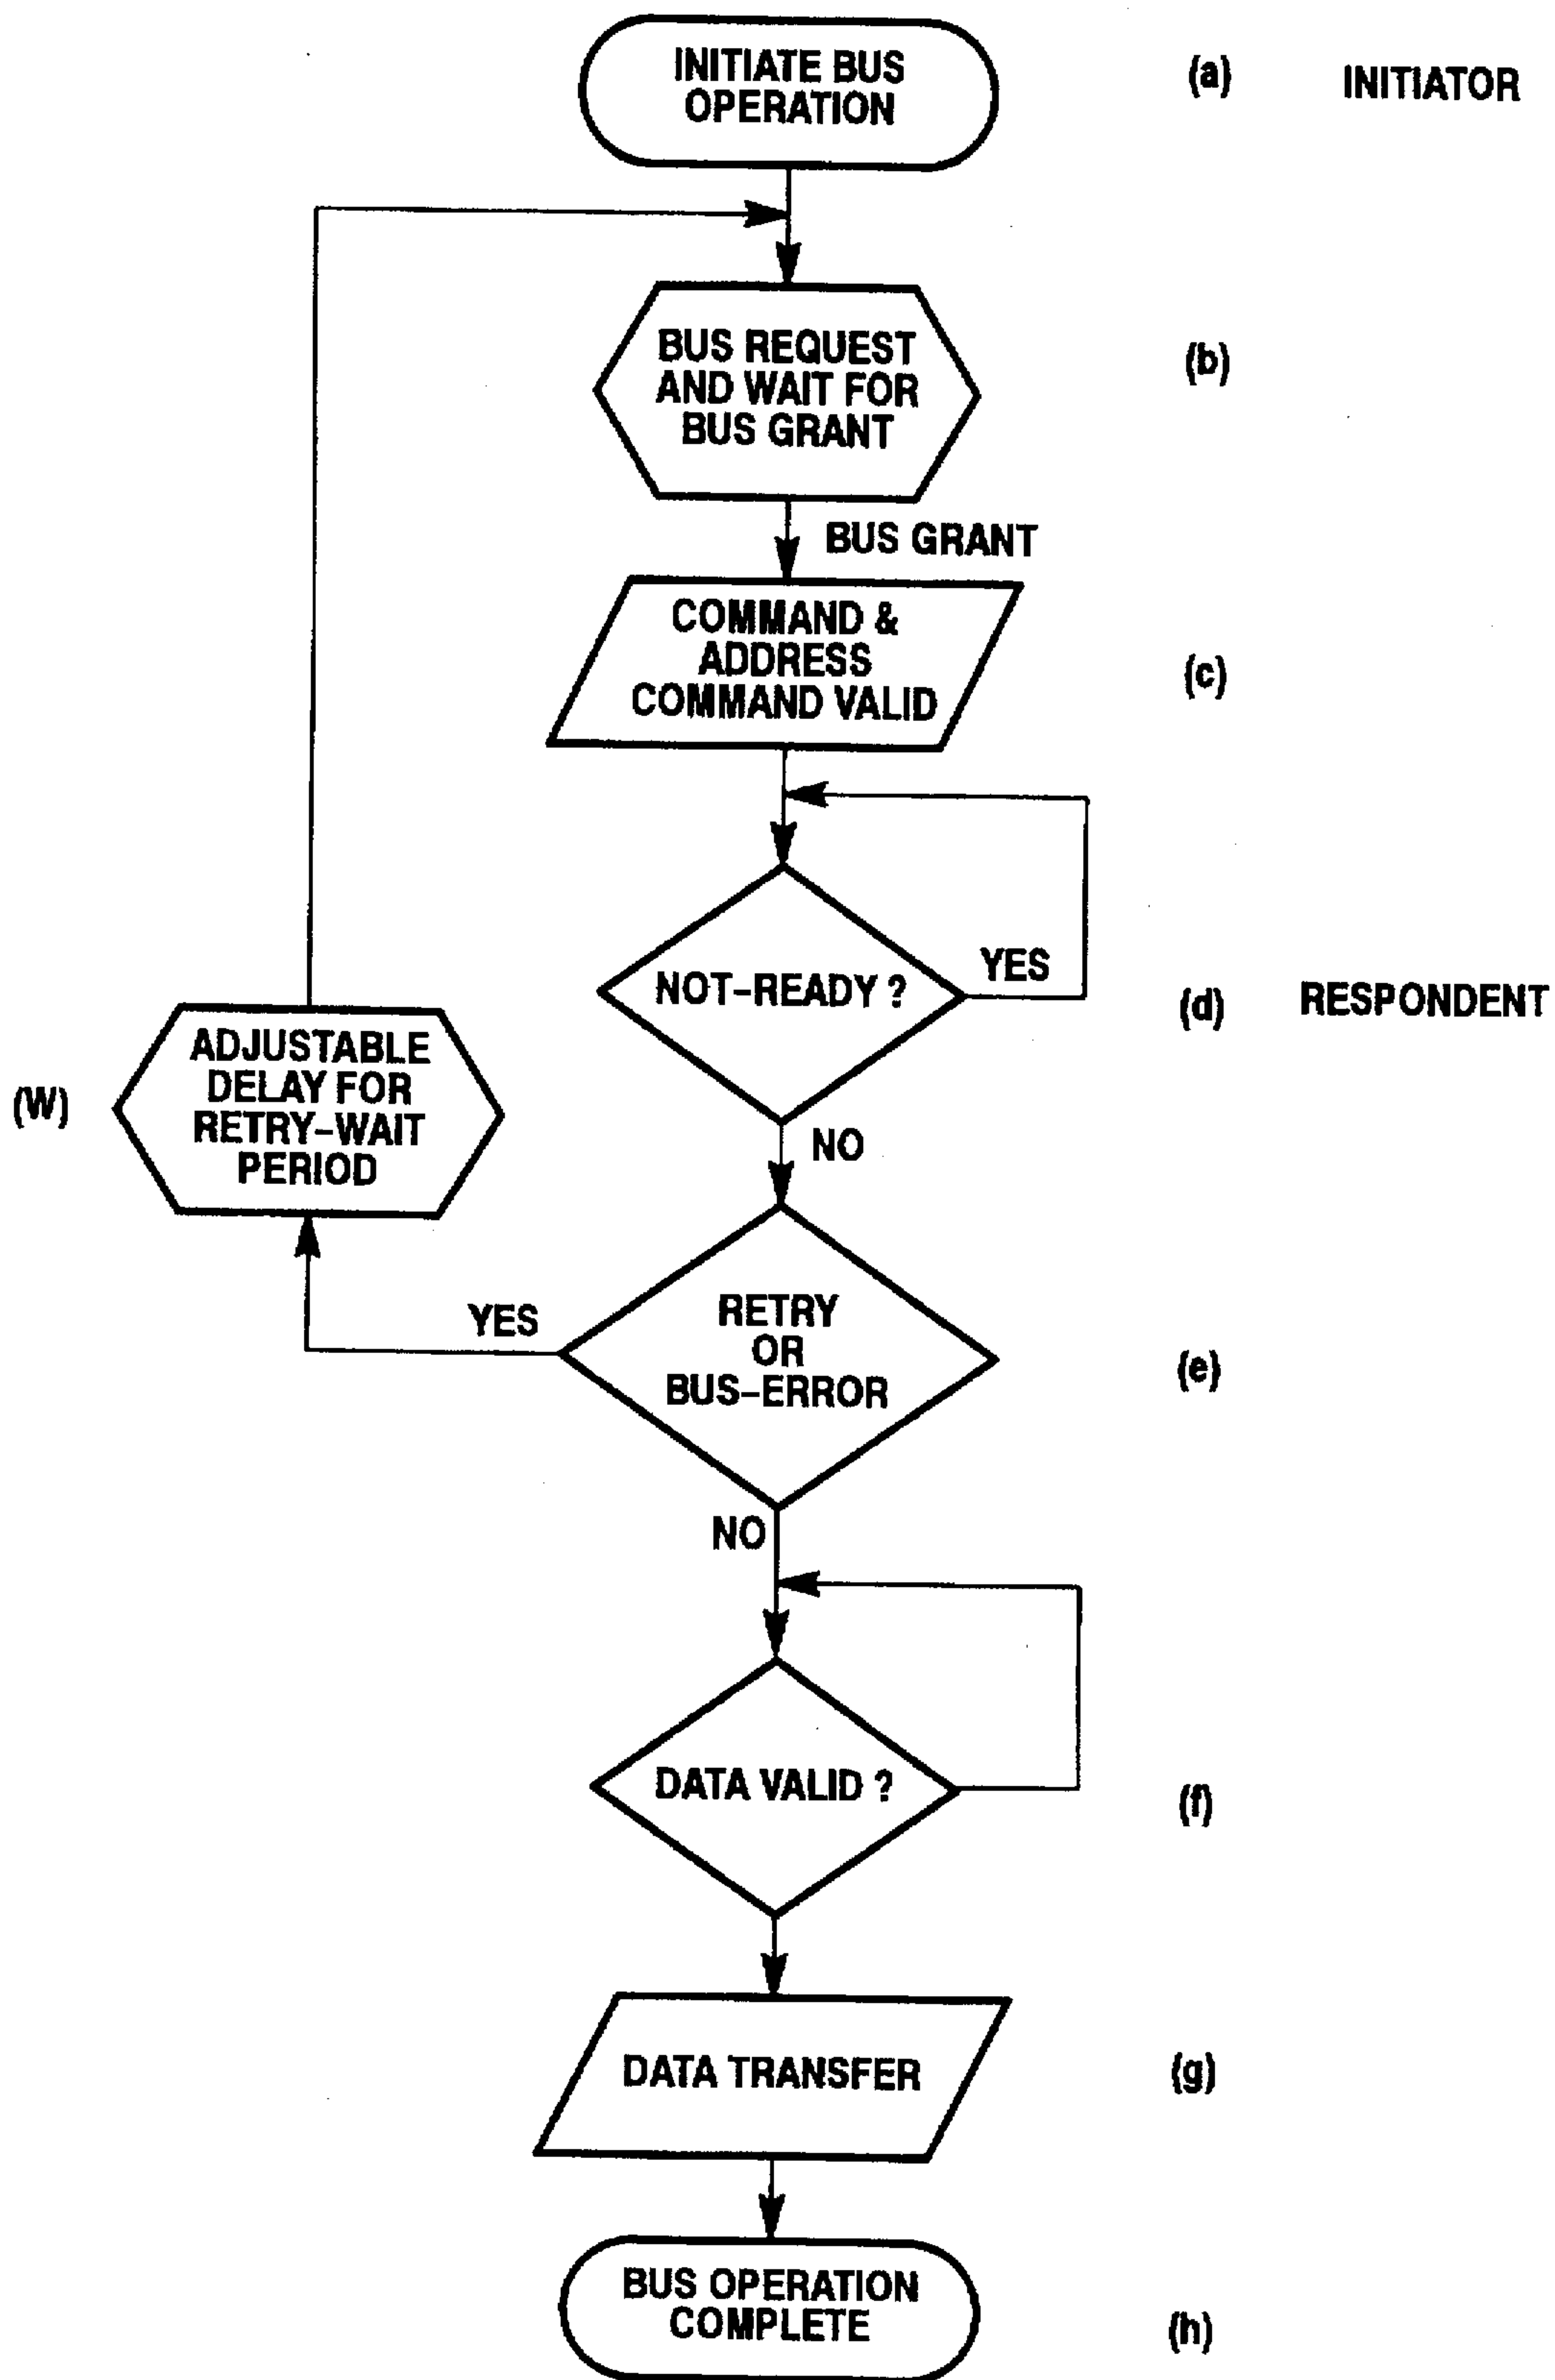 INITIATE BUS
OPERATION
(a)
INITIATOR
BUS REQUEST
AND WAIT FOR
BUS GRANT
(b)
BUS GRANT
COMMAND &
ADDRESS
COMMAND VALID
(c)
NOT-READY ?
YES
(d)
RESPONDENT
(W)
ADJUSTABLE
DELAY FOR
RETRY-WAIT
PERIOD
NO
YES
RETRY
OR
BUS-ERROR
(e)
NO
DATA VALID ?
(f)
DATA TRANSFER
(g)
BUS OPERATION
COMPLETE
(h)